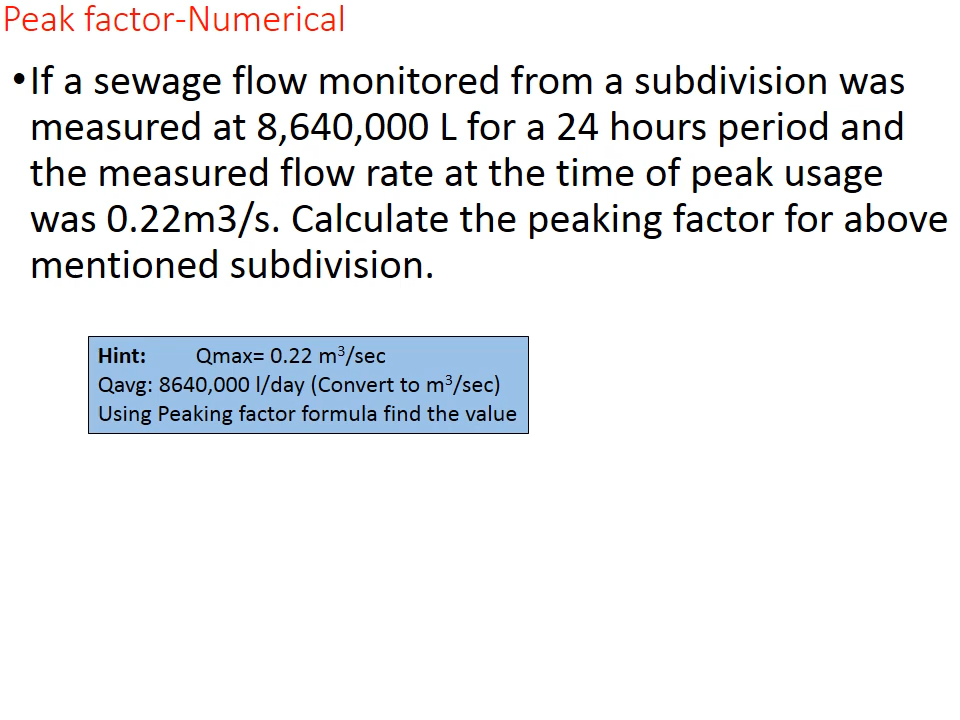 Peak factor-Numerical
•If a sewage flow monitored from a subdivision was
measured at 8,640,000 L for a 24 hours period and
the measured flow rate at the time of peak usage
was 0.22m3/s. Calculate the peaking factor for above
mentioned subdivision.
Hint: Qmax= 0.22 m³/sec
Qavg: 8640,000 l/day (Convert to m³/sec)
Using Peaking factor formula find the value